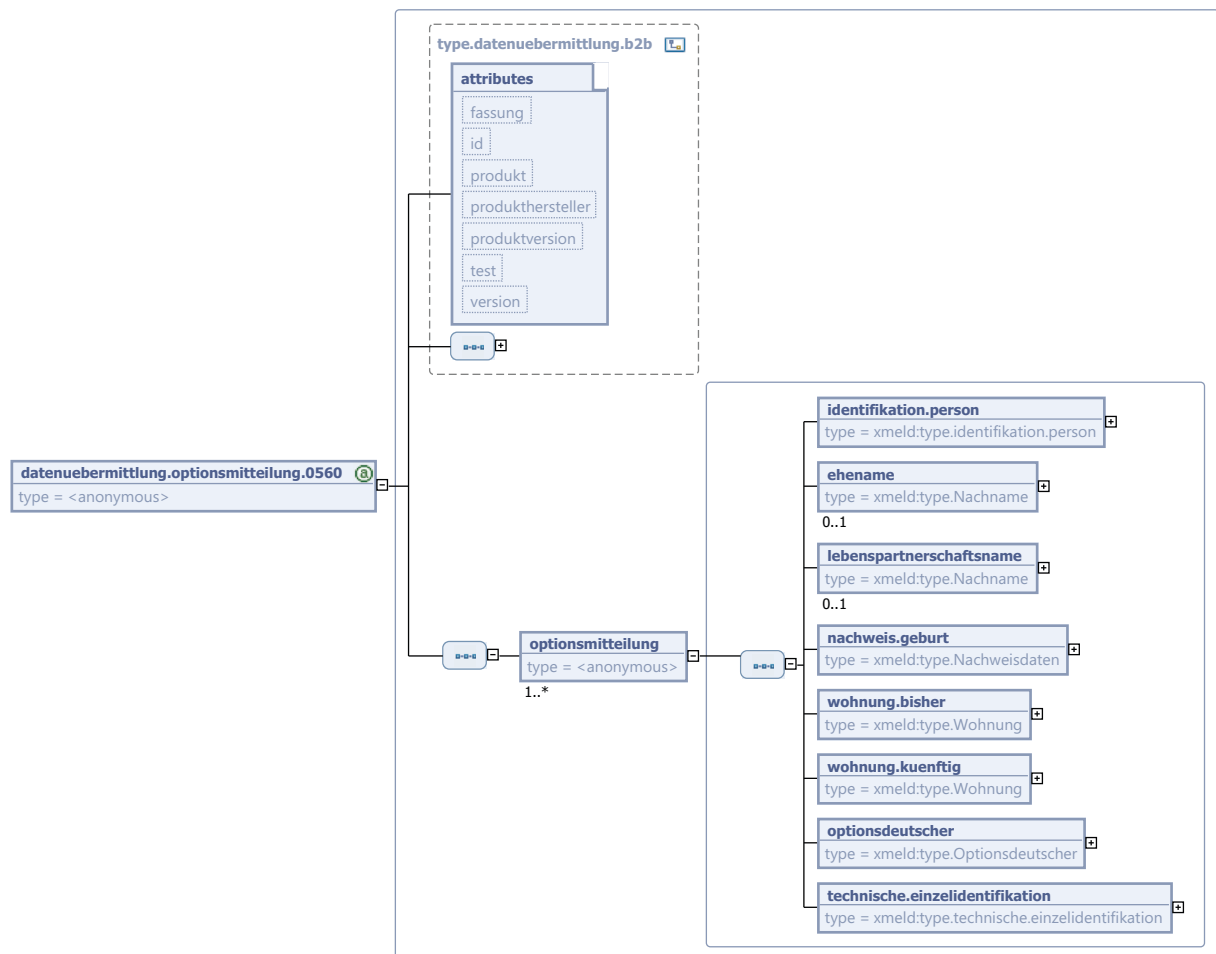 type.datenuebermittlung.b2b
attributes
fassung
id
produkt
produkthersteller
produktversion
test
version
datenuebermittlung.optionsmitteilung.0560
type = <anonymous>
optionsmitteilung
type = <anonymous>
1..*
identifikation.person
type = xmeld:type.identifikation.person
ehename
type = xmeld:type.Nachname
0..1
lebenspartnerschaftsname
type = xmeld:type.Nachname
0..1
nachweis.geburt
type = xmeld:type.Nachweisdaten
wohnung.bisher
type = xmeld:type.Wohnung
wohnung.kuenftig
type = xmeld:type.Wohnung
optionsdeutscher
type = xmeld:type.Optionsdeutscher
technische.einzelidentifikation
type = xmeld:type.technische.einzelidentifikation